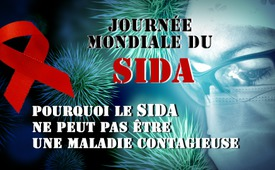 JOURNÉE
MONDIALE DU
SIDA
POURQUOI LE SIDA
NE PEUT PAS ÊTRE
UNE MALADIE CONTAGIEUSE